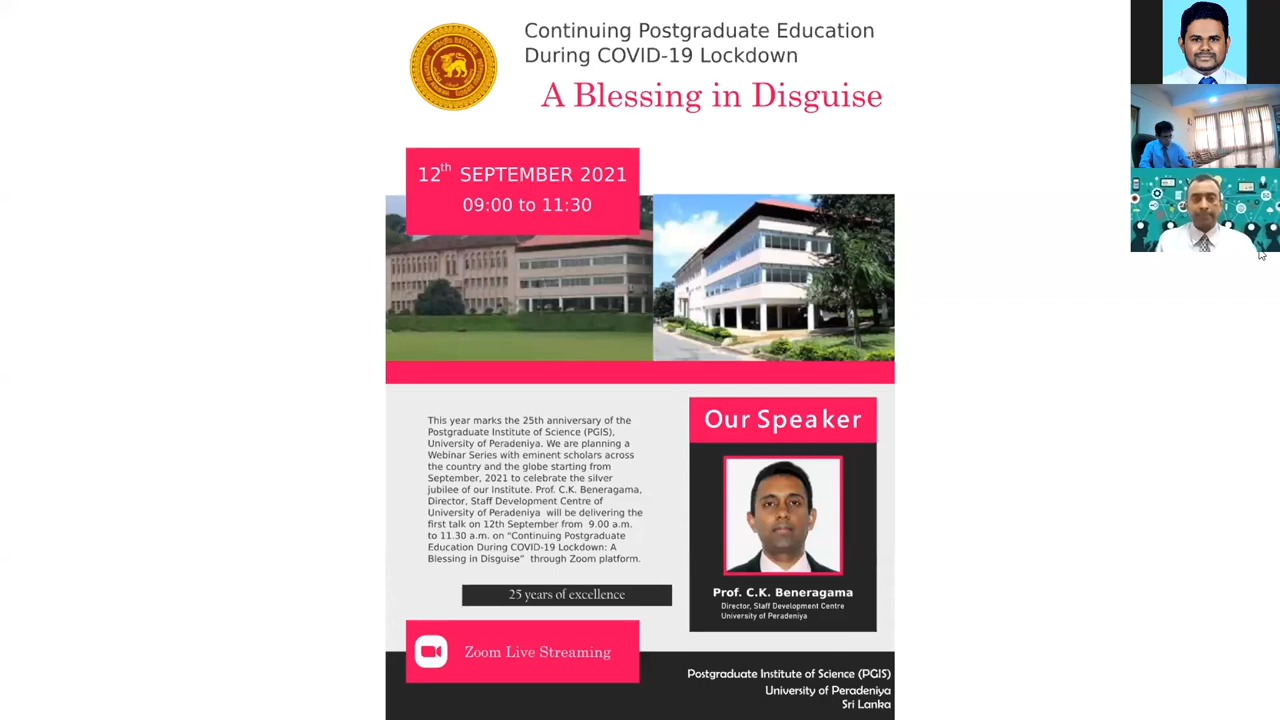 Continuing Postgraduate Education
During COVID-19 Lockdown
A Blessing in Disguise
12th SEPTEMBER 2021
09:00 to 11:30
This year marks the 25th anniversary of the
Postgraduate Institute of Science (PGIS),
University of Peradeniya. We are planning a
Webinar Series with eminent scholars across
the country and the globe starting from
September, 2021 to celebrate the silver
jubilee of our Institute. Prof. C.K. Beneragama,
Director, Staff Development Centre of
University of Peradeniya will be delivering the
first talk on 12th September from 9.00 a.m.
to 11.30 a.m. on “Continuing Postgraduate
Education During COVID-19 Lockdown: A
Blessing in Disguise” through Zoom platform.
25 years of excellence
Our Speaker
Prof. C.K. Beneragama
Director, Staff Development Centre
University of Peradeniya
Zoom Live Streaming
Postgraduate Institute of Science (PGIS)
University of Peradeniya
Sri Lanka